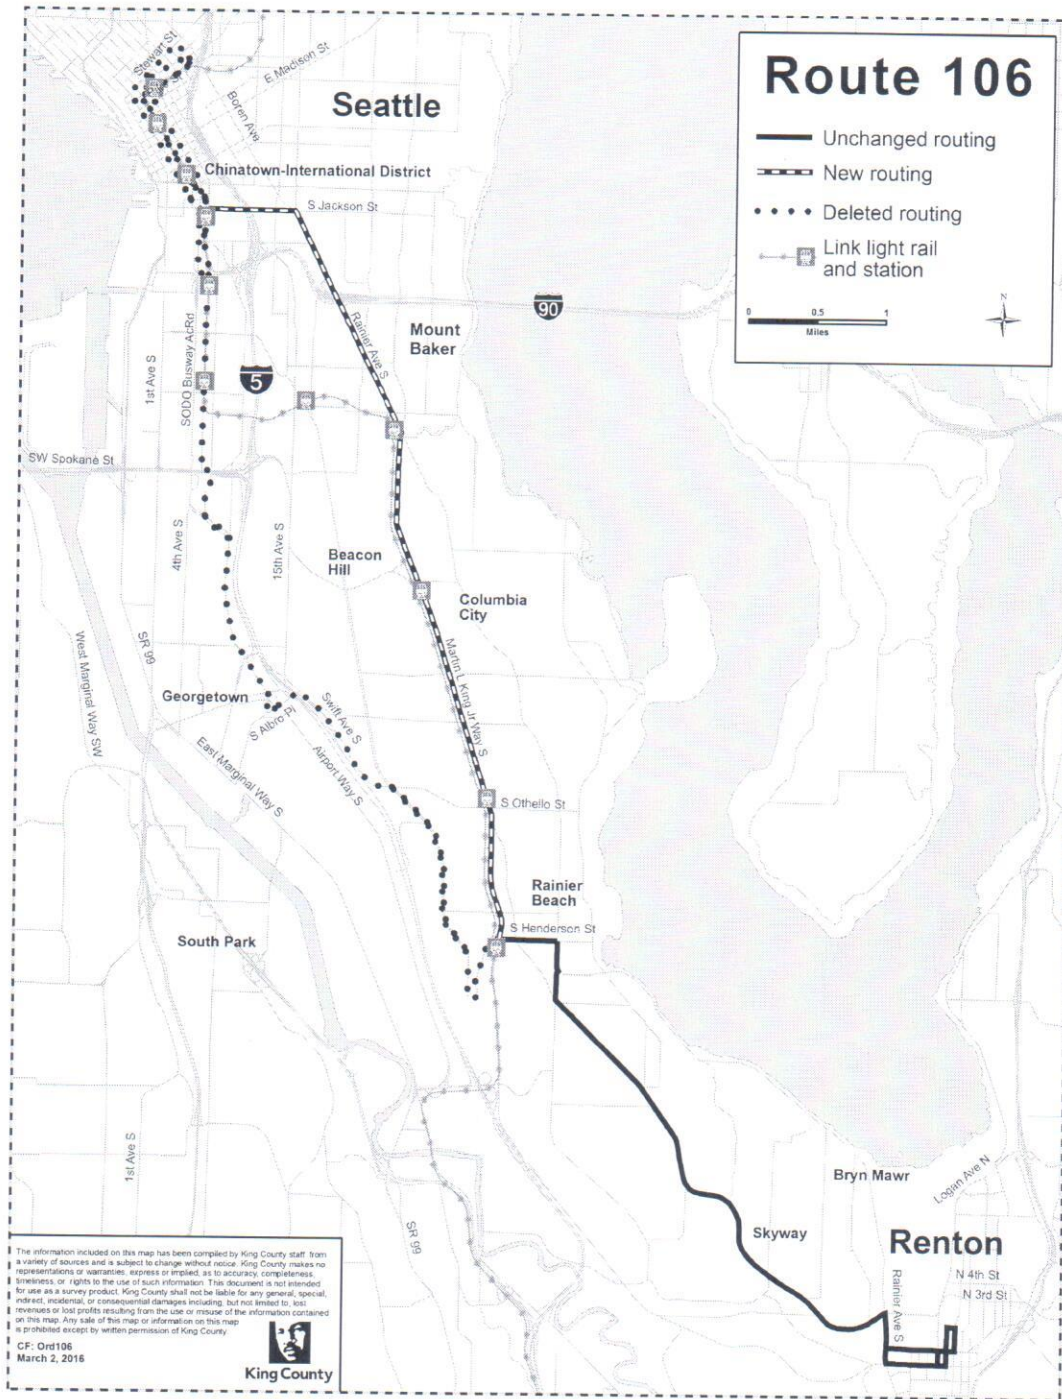 Route 106
Unchanged routing
New routing
Deleted routing
Link light rail
and station
0 0.5 1
Miles
N
Stewart St
E Madison St
Boren Ave
Seattle
Chinatown-International District
S Jackson St
90
Mount
Baker
Rainier Ave S
1st Ave S
SODO Busway AcRd
5
SW Spokane St
4th Ave S
15th Ave S
Beacon
Hill
Columbia
City
West Marginal Way SW
SR 99
Martin L King Jr Way S
Georgetown
S Albro Pl
Swift Ave S
Airport Way S
East Marginal Way S
S Othello St
Rainier
Beach
S Henderson St
South Park
1st Ave S
SR 99
Bryn Mawr
Logan Ave N
Skyway
Renton
Rainier Ave S
N 4th St
N 3rd St
The information included on this map has been compiled by King County staff from
a variety of sources and is subject to change without notice. King County makes no
representations or warranties, express or implied, as to accuracy, completeness,
timeliness, or rights to the use of such information. This document is not intended
for use as a survey product. King County shall not be liable for any general, special,
indirect, incidental, or consequential damages including, but not limited to, lost
revenues or lost profits resulting from the use or misuse of the information contained
on this map. Any sale of this map or information on this map
is prohibited except by written permission of King County.
CF: Ord106
March 2, 2016
King County